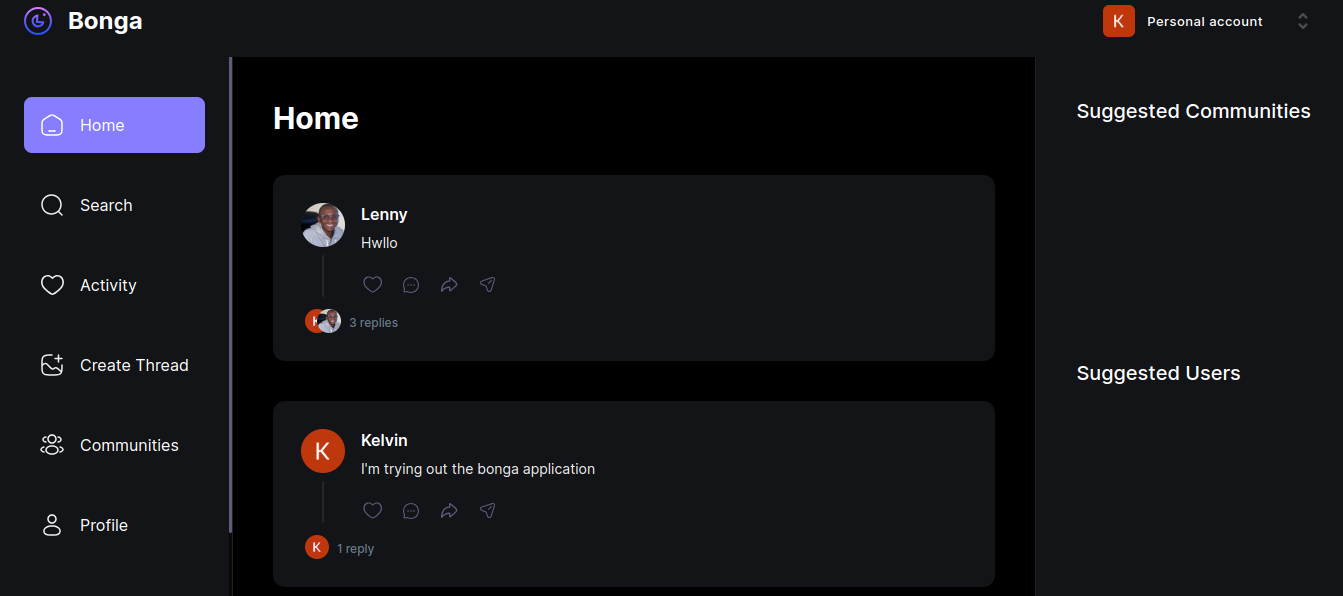 Bonga
K Personal account
Home
Search
Activity
Create Thread
Communities
Profile
Home
Lenny
Hwllo
K 3 replies
K Kelvin
I'm trying out the bonga application
K 1 reply
Suggested Communities
Suggested Users